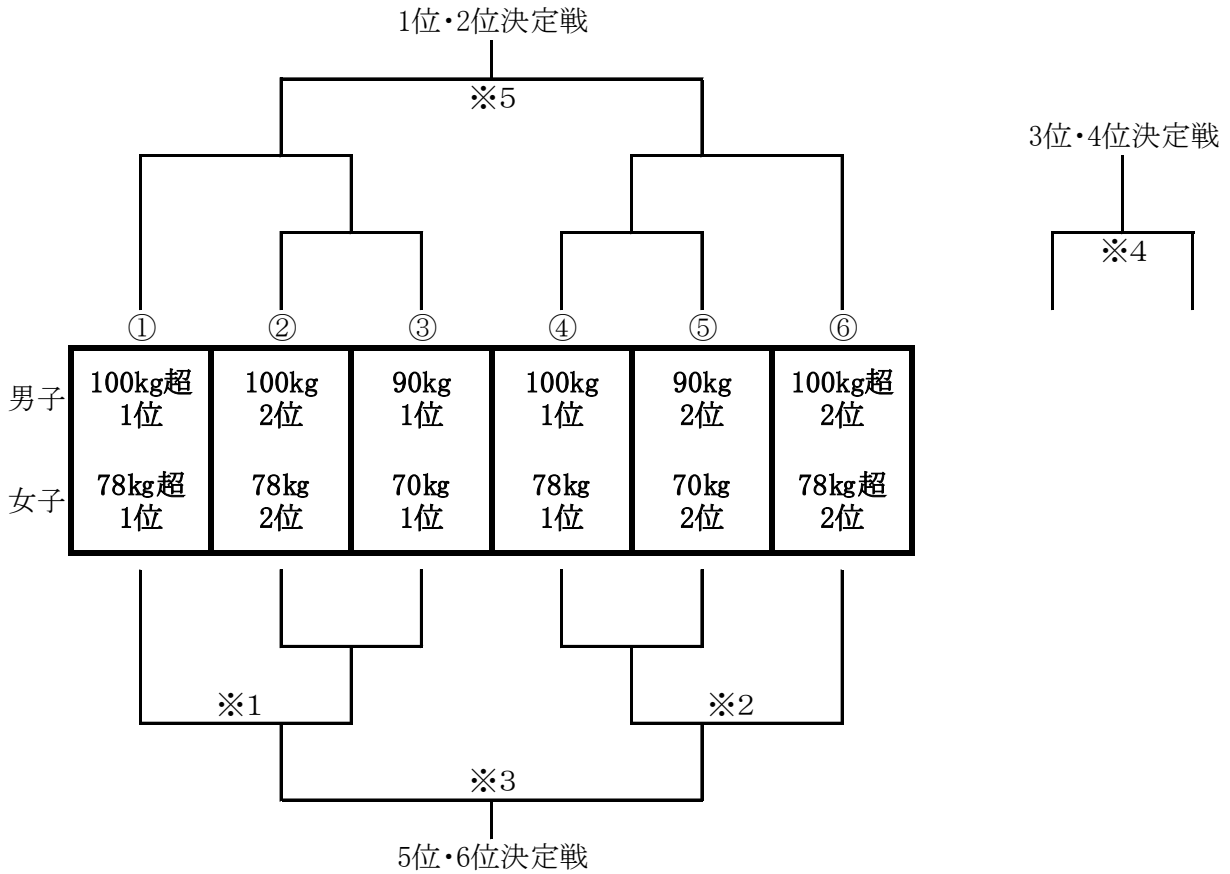 1位・2位決定戦
※5
3位・4位決定戦
※4
① ② ③ ④ ⑤ ⑥
男子 100kg超 100kg 90kg 100kg 90kg 100kg超
1位 2位 1位 1位 2位 2位
女子 78kg超 78kg 70kg 78kg 70kg 78kg超
1位 2位 1位 1位 2位 2位
※1 ※2
※3
5位・6位決定戦